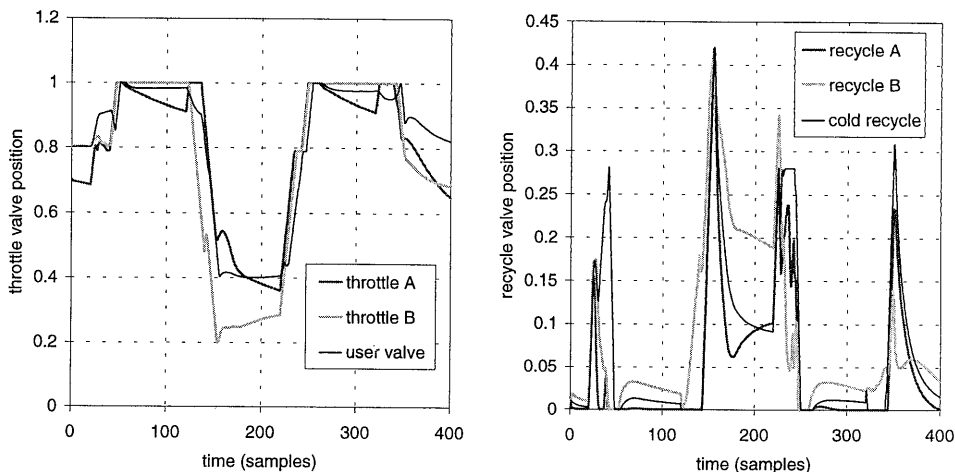 1.2
1
0.8
0.6
0.4
0.2
0
throttle valve position
throttle A
throttle B
user valve
0
100
200
300
400
time (samples)
0.45
0.4
0.35
0.3
0.25
0.2
0.15
0.1
0.05
0
recycle valve position
recycle A
recycle B
cold recycle
0
100
200
300
400
time (samples)